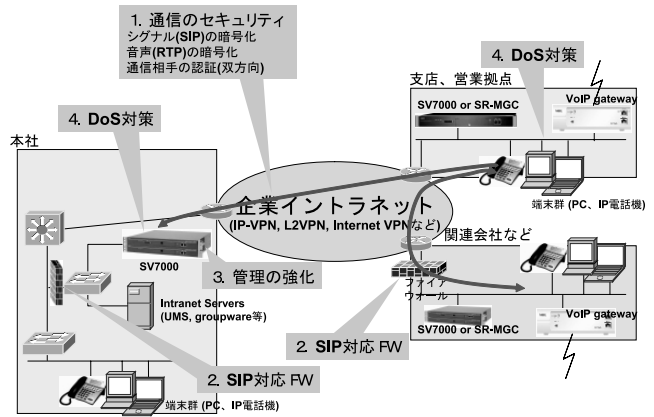 1. 通信のセキュリティ
シグナル(SIP)の暗号化
音声(RTP)の暗号化
通信相手の認証(双方向)
4. DoS対策
支店、営業拠点
SV7000 or SR-MGC
VoIP gateway
端末群 (PC、IP電話機)
4. DoS対策
本社
企業イントラネット
(IP-VPN, L2VPN, Internet VPNなど)
関連会社など
SV7000
3. 管理の強化
ファイア
ウォール
Intranet Servers
(UMS, groupware等)
SV7000 or SR-MGC
VoIP gateway
2. SIP対応 FW
2. SIP対応 FW
端末群 (PC、IP電話機)